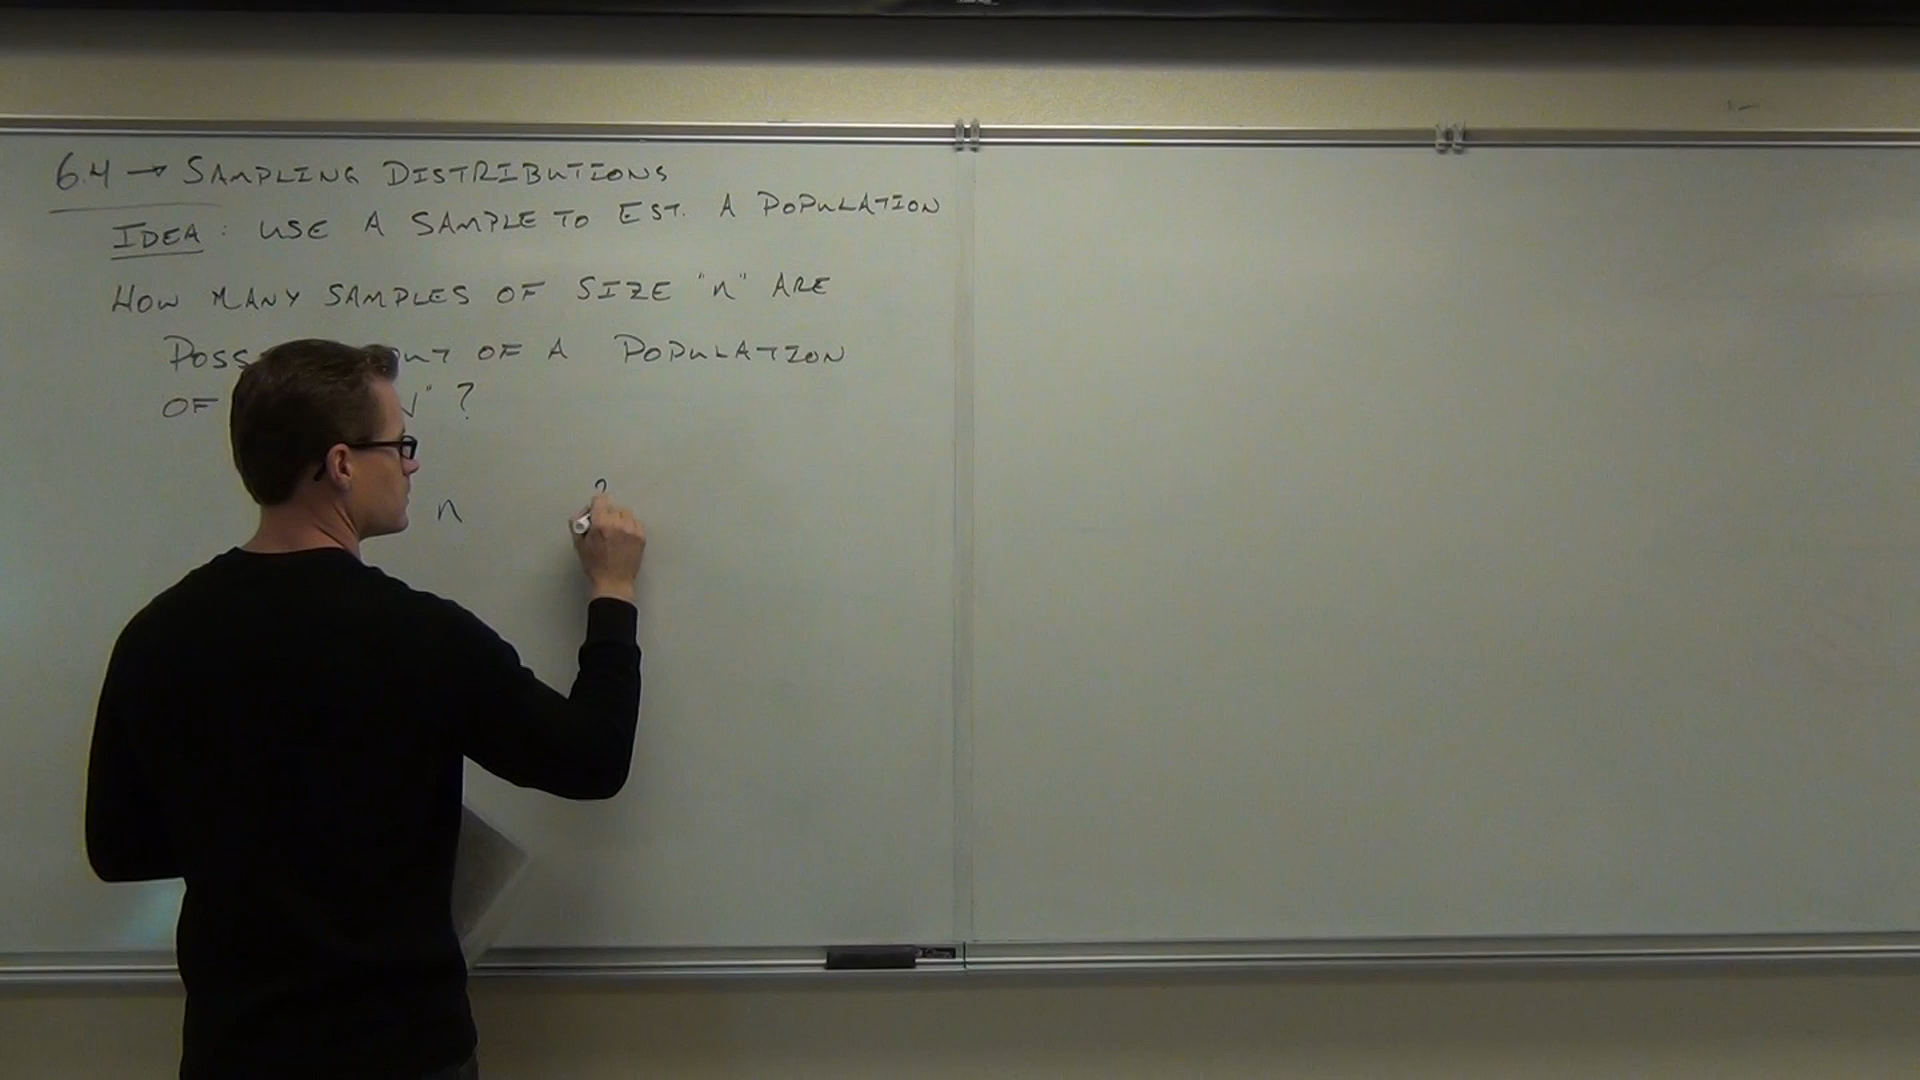 6.4 → SAMPLING DISTRIBUTIONS
IDEA: USE A SAMPLE TO EST. A POPULATION
HOW MANY SAMPLES OF SIZE "n" ARE
POSS OUT OF A POPULATION
OF N" ?
n